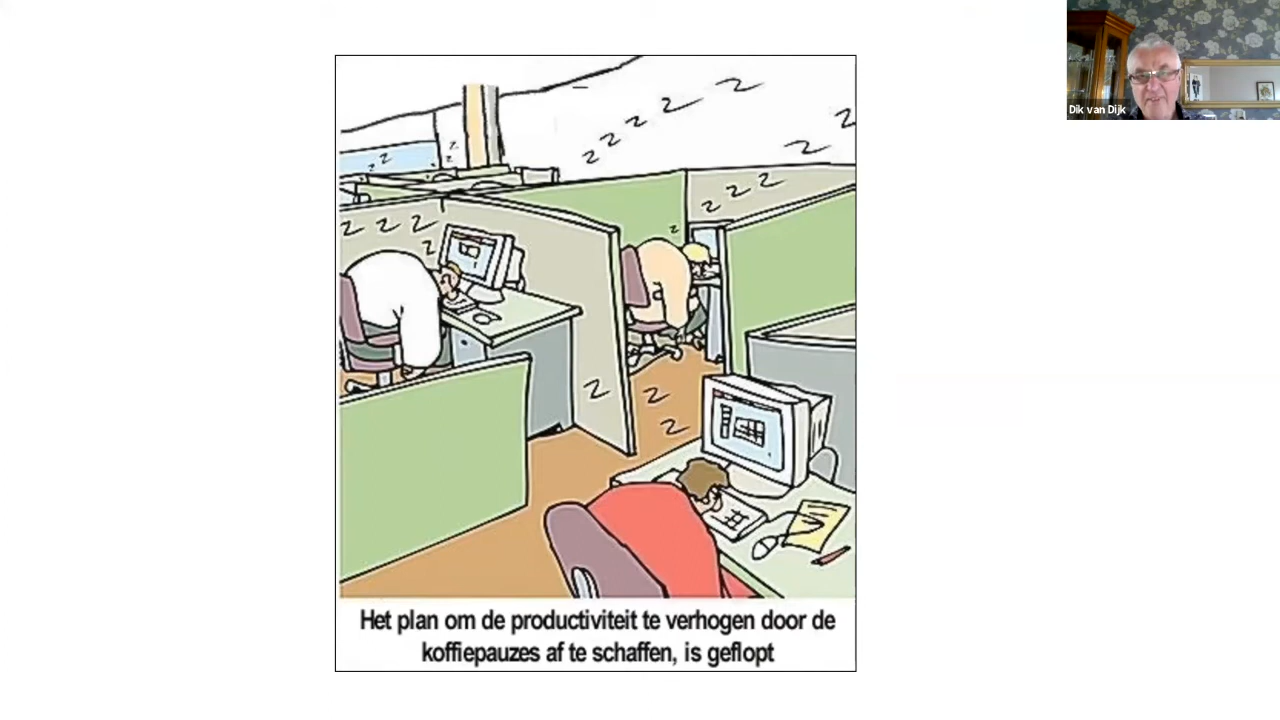 Dik van Dijk
Het plan om de productiviteit te verhogen door de
koffiepauzes af te schaffen, is geflopt